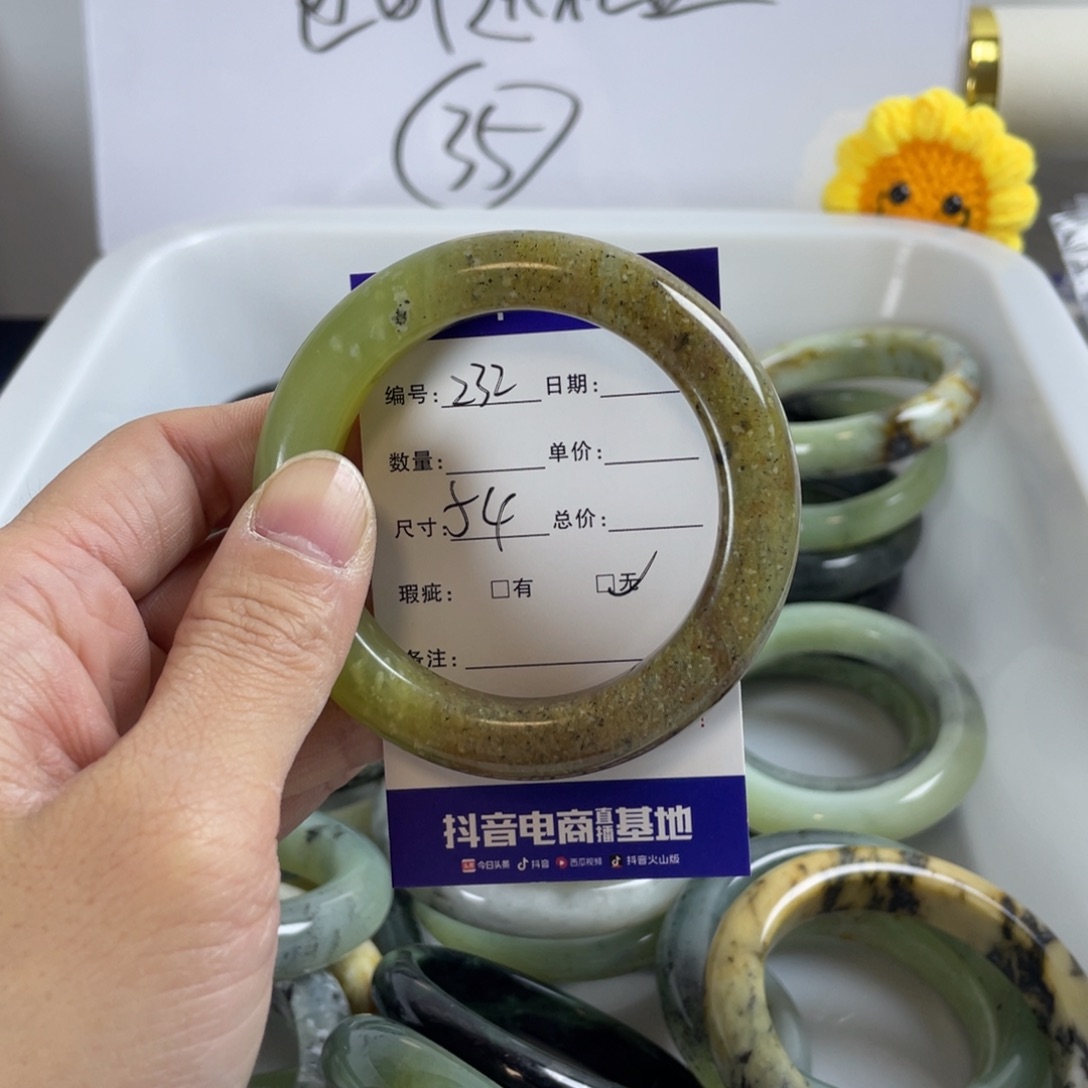 35
编号: 232 日期:
数量: 单价:
尺寸: 54 总价:
瑕疵: □有 □无✓
备注:
抖音电商直播基地
今日头条 抖音 西瓜视频 抖音火山版